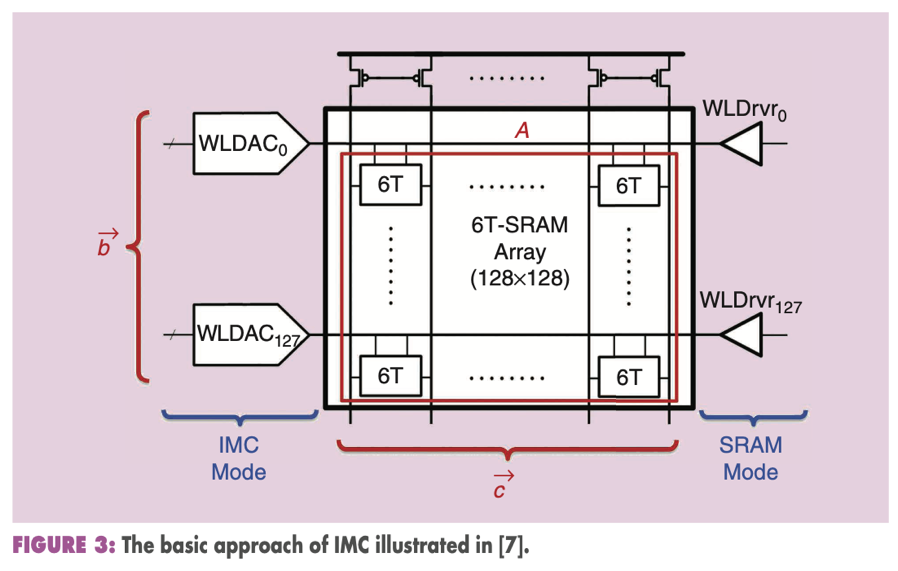 WLDrvr0
WLDAC0
A
6T
........
6T
6T-SRAM
Array
(128×128)
b
WLDrvr127
WLDAC127
6T
........
6T
IMC
Mode
SRAM
Mode
c
FIGURE 3: The basic approach of IMC illustrated in [7].